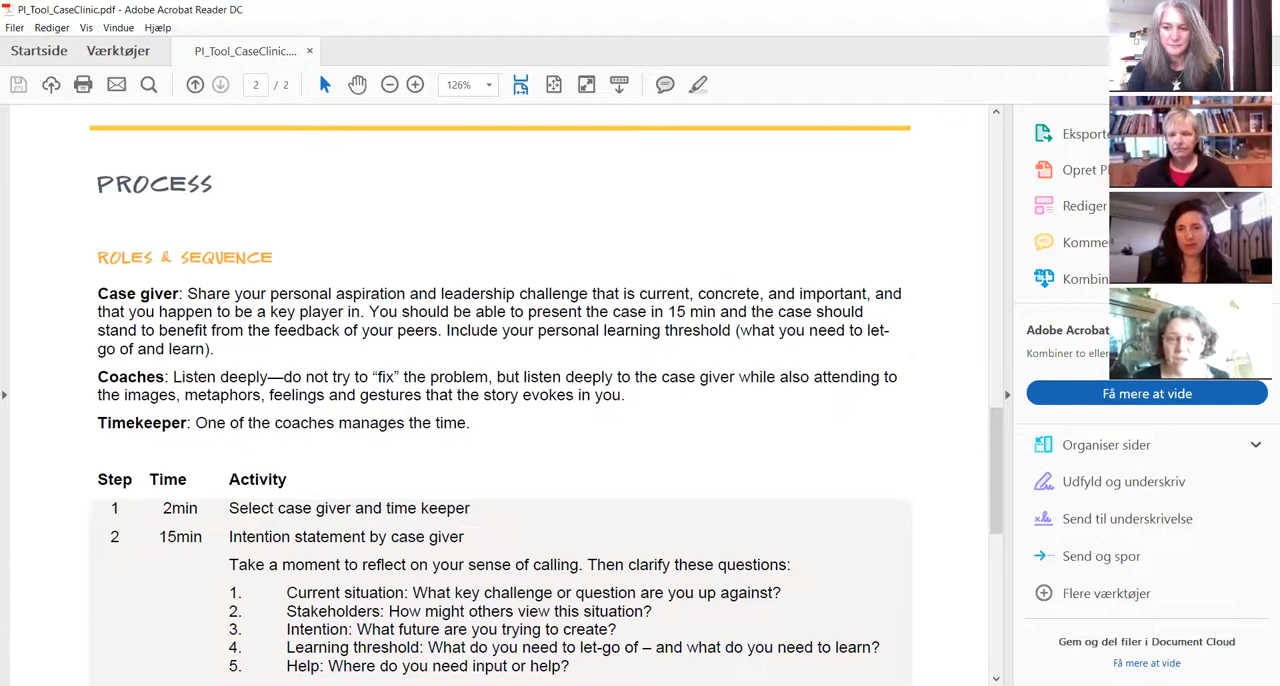 PI_Tool_CaseClinic.pdf - Adobe Acrobat Reader DC
Filer Rediger Vis Vindue Hjælp
Startside Værktøjer PI_Tool_CaseClinic.... ×
2 / 2 126%
PROCESS
ROLES & SEQUENCE
Case giver: Share your personal aspiration and leadership challenge that is current, concrete, and important, and
that you happen to be a key player in. You should be able to present the case in 15 min and the case should
stand to benefit from the feedback of your peers. Include your personal learning threshold (what you need to let-
go of and learn).
Coaches: Listen deeply—do not try to “fix” the problem, but listen deeply to the case giver while also attending to
the images, metaphors, feelings and gestures that the story evokes in you.
Timekeeper: One of the coaches manages the time.
Step Time Activity
1 2min Select case giver and time keeper
2 15min Intention statement by case giver
Take a moment to reflect on your sense of calling. Then clarify these questions:
1. Current situation: What key challenge or question are you up against?
2. Stakeholders: How might others view this situation?
3. Intention: What future are you trying to create?
4. Learning threshold: What do you need to let-go of – and what do you need to learn?
5. Help: Where do you need input or help?
Eksporte
Opret P
Rediger
Komme
Kombin
Adobe Acrobat
Kombiner to eller
Få mere at vide
Organiser sider
Udfyld og underskriv
Send til underskrivelse
Send og spor
Flere værktøjer
Gem og del filer i Document Cloud
Få mere at vide